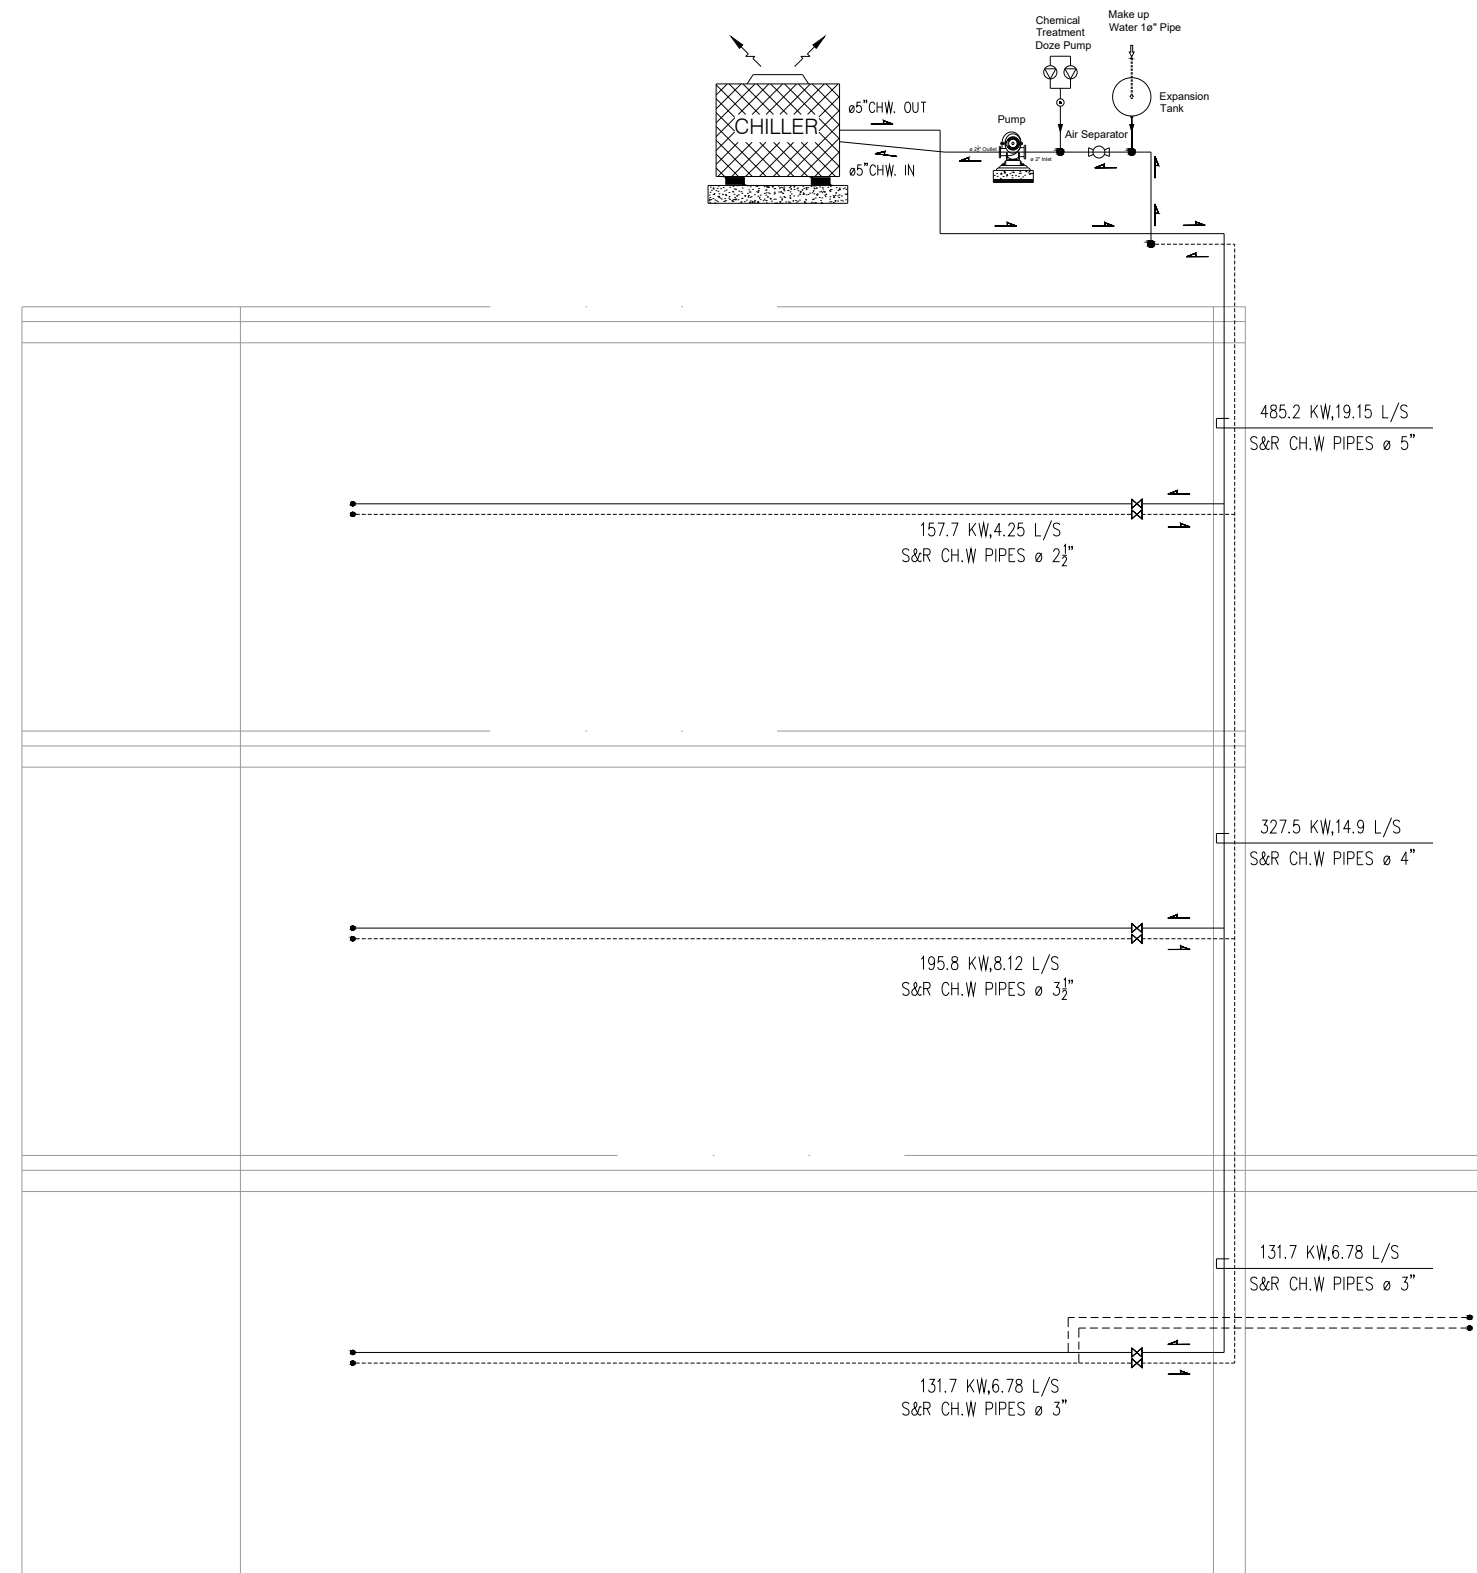 Chemical
Treatment
Doze Pump
Make up
Water 1ø" Pipe
Expansion
Tank
Pump
Air Separator
ø 2" Inlet
CHILLER
ø5"CHW. OUT
ø5"CHW. IN
485.2 KW,19.15 L/S
S&R CH.W PIPES ø 5"
157.7 KW,4.25 L/S
S&R CH.W PIPES ø 2½"
327.5 KW,14.9 L/S
S&R CH.W PIPES ø 4"
195.8 KW,8.12 L/S
S&R CH.W PIPES ø 3½"
131.7 KW,6.78 L/S
S&R CH.W PIPES ø 3"
131.7 KW,6.78 L/S
S&R CH.W PIPES ø 3"